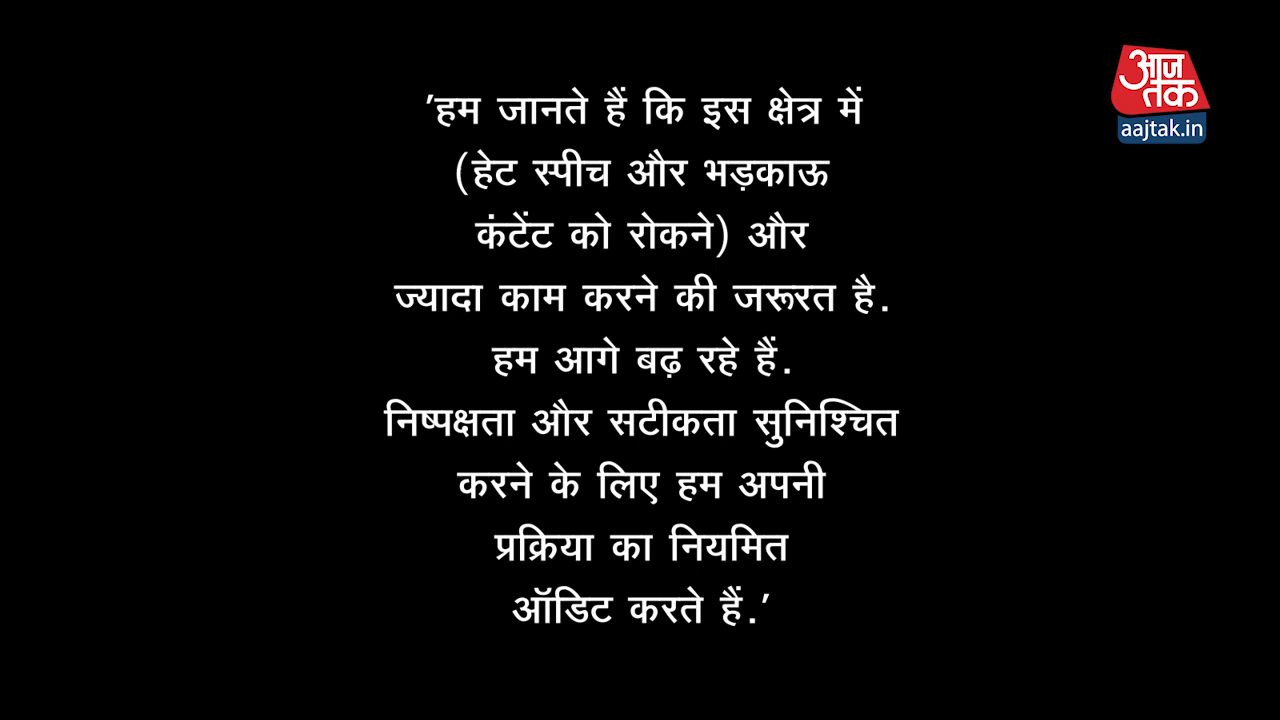 आज
तक
aajtak.in
'हम जानते हैं कि इस क्षेत्र में
(हेट स्पीच और भड़काऊ
कंटेंट को रोकने) और
ज्यादा काम करने की जरूरत है.
हम आगे बढ़ रहे हैं.
निष्पक्षता और सटीकता सुनिश्चित
करने के लिए हम अपनी
प्रक्रिया का नियमित
ऑडिट करते हैं.'